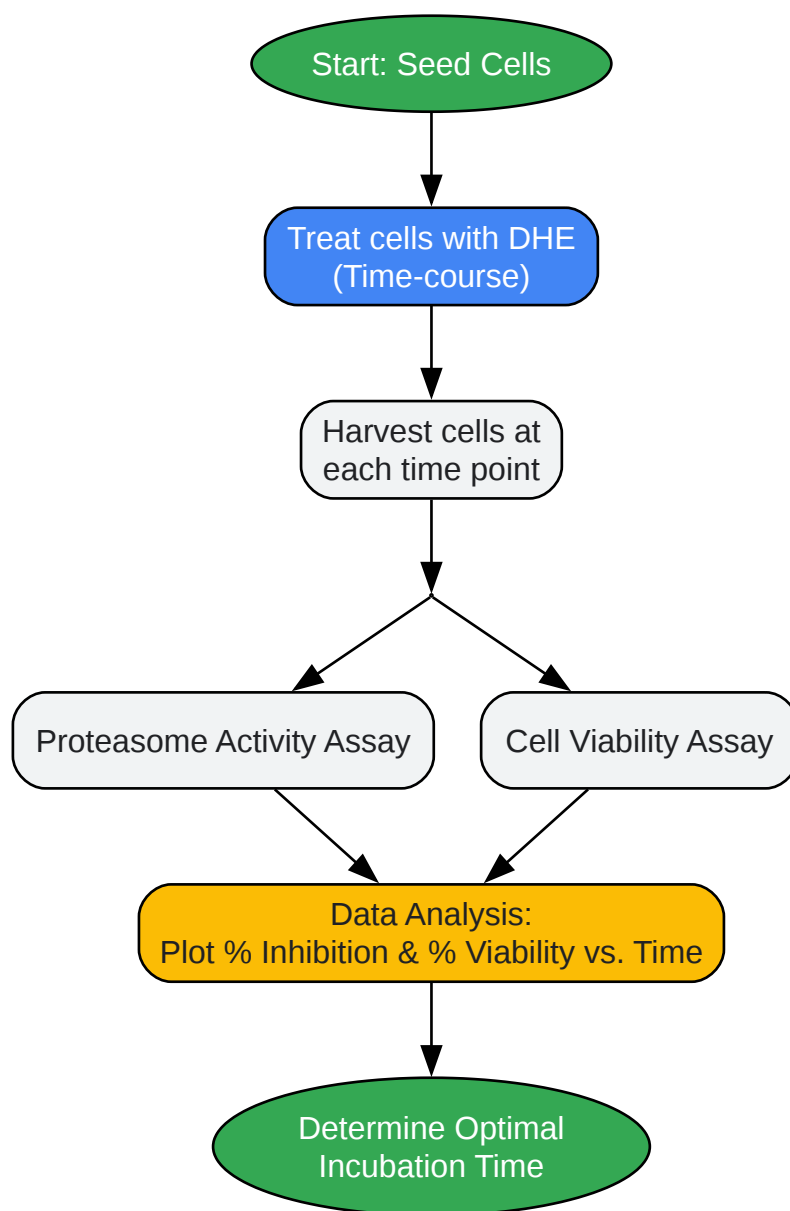 Start: Seed Cells
Treat cells with DHE
(Time-course)
Harvest cells at
each time point
Proteasome Activity Assay
Cell Viability Assay
Data Analysis:
Plot % Inhibition & % Viability vs. Time
Determine Optimal
Incubation Time